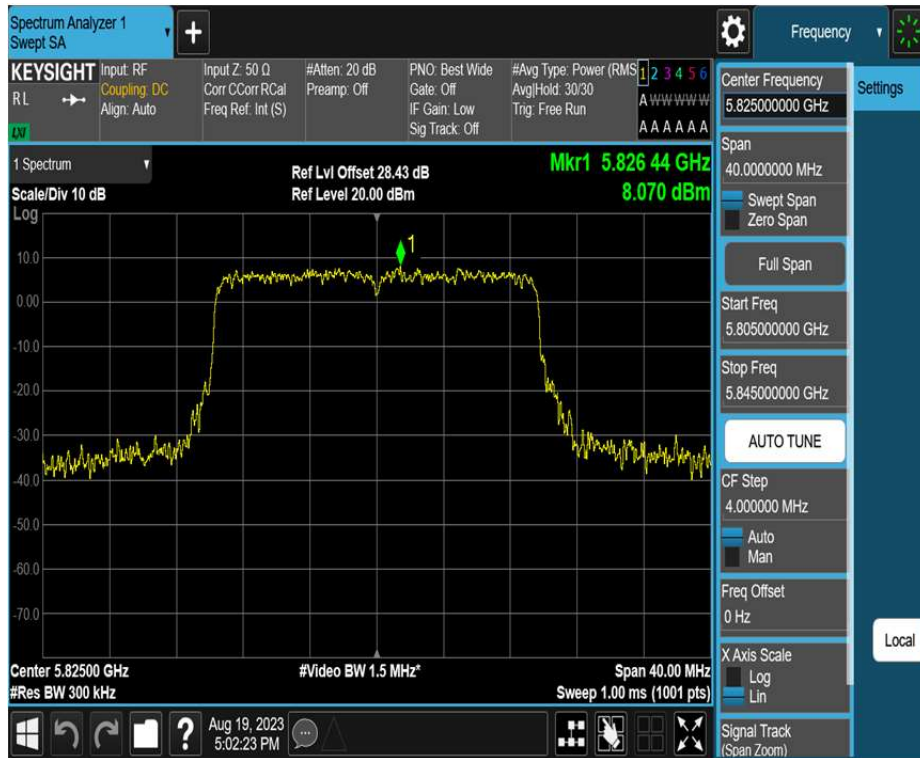 Spectrum Analyzer 1
Swept SA
+
Frequency
KEYSIGHT
R L
LXI
Input: RF
Coupling: DC
Align: Auto
Input Z: 50 Ω
Corr CCorr RCal
Freq Ref: Int (S)
#Atten: 20 dB
Preamp: Off
PNO: Best Wide
Gate: Off
IF Gain: Low
Sig Track: Off
#Avg Type: Power (RMS
Avg|Hold: 30/30
Trig: Free Run
1 2 3 4 5 6
A W W W W W
A A A A A A
1 Spectrum
Scale/Div 10 dB
Log
Ref Lvl Offset 28.43 dB
Ref Level 20.00 dBm
Mkr1 5.826 44 GHz
8.070 dBm
1
10.0
0.00
-10.0
-20.0
-30.0
-40.0
-50.0
-60.0
-70.0
Center 5.82500 GHz
#Res BW 300 kHz
#Video BW 1.5 MHz*
Span 40.00 MHz
Sweep 1.00 ms (1001 pts)
?
Aug 19, 2023
5:02:23 PM
Center Frequency
5.825000000 GHz
Span
40.0000000 MHz
Swept Span
Zero Span
Full Span
Start Freq
5.805000000 GHz
Stop Freq
5.845000000 GHz
AUTO TUNE
CF Step
4.000000 MHz
Auto
Man
Freq Offset
0 Hz
X Axis Scale
Log
Lin
Signal Track
(Span Zoom)
Settings
Local